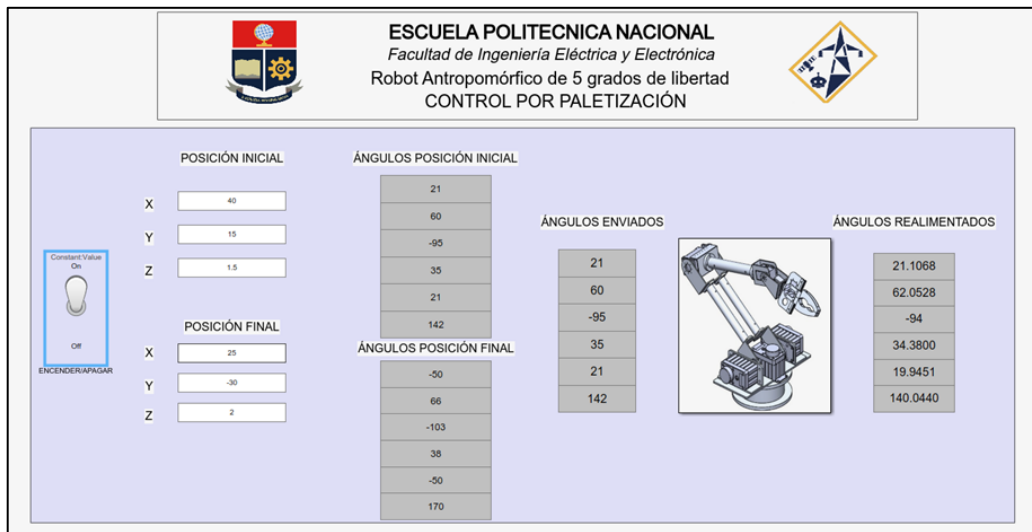 ESCUELA POLITECNICA NACIONAL
Facultad de Ingeniería Eléctrica y Electrónica
Robot Antropomórfico de 5 grados de libertad
CONTROL POR PALETIZACIÓN
Constant:Value
On
Off
ENCENDER/APAGAR
POSICIÓN INICIAL
X 40
Y 15
Z 1.5
POSICIÓN FINAL
X 25
Y -30
Z 2
ÁNGULOS POSICIÓN INICIAL
21
60
-95
35
21
142
ÁNGULOS POSICIÓN FINAL
-50
66
-103
38
-50
170
ÁNGULOS ENVIADOS
21
60
-95
35
21
142
ÁNGULOS REALIMENTADOS
21.1068
62.0528
-94
34.3800
19.9451
140.0440